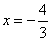 x = -4/3